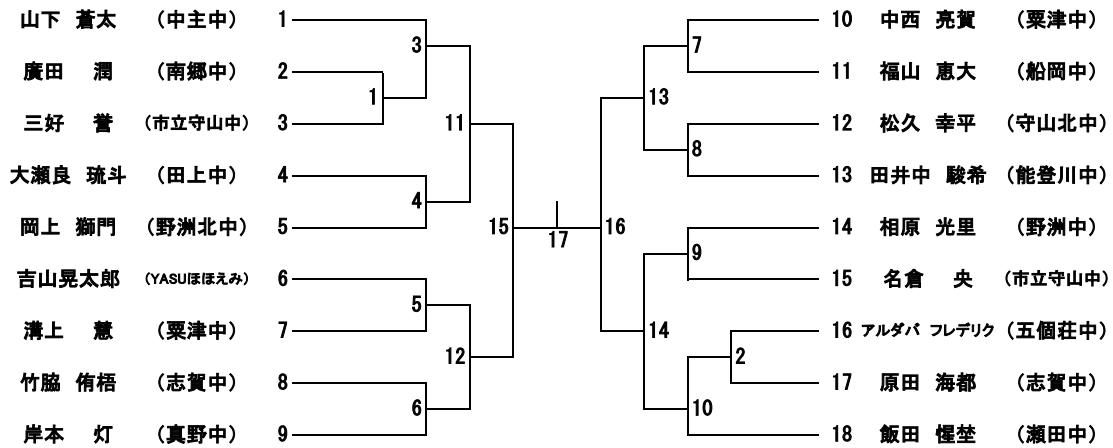 山下 蒼太 (中主中) 1
廣田 潤 (南郷中) 2
三好 誉 (市立守山中) 3
大瀬良 琉斗 (田上中) 4
岡上 獅門 (野洲北中) 5
吉山晃太郎 (YASUほほえみ) 6
溝上 慧 (粟津中) 7
竹脇 侑梧 (志賀中) 8
岸本 灯 (真野中) 9
1
3
4
11
5
6
12
15
17
16
13
7
8
14
9
2
10
10 中西 亮賀 (粟津中)
11 福山 恵大 (船岡中)
12 松久 幸平 (守山北中)
13 田井中 駿希 (能登川中)
14 相原 光里 (野洲中)
15 名倉 央 (市立守山中)
16 アルダバ フレデリク (五個荘中)
17 原田 海都 (志賀中)
18 飯田 惺埜 (瀬田中)